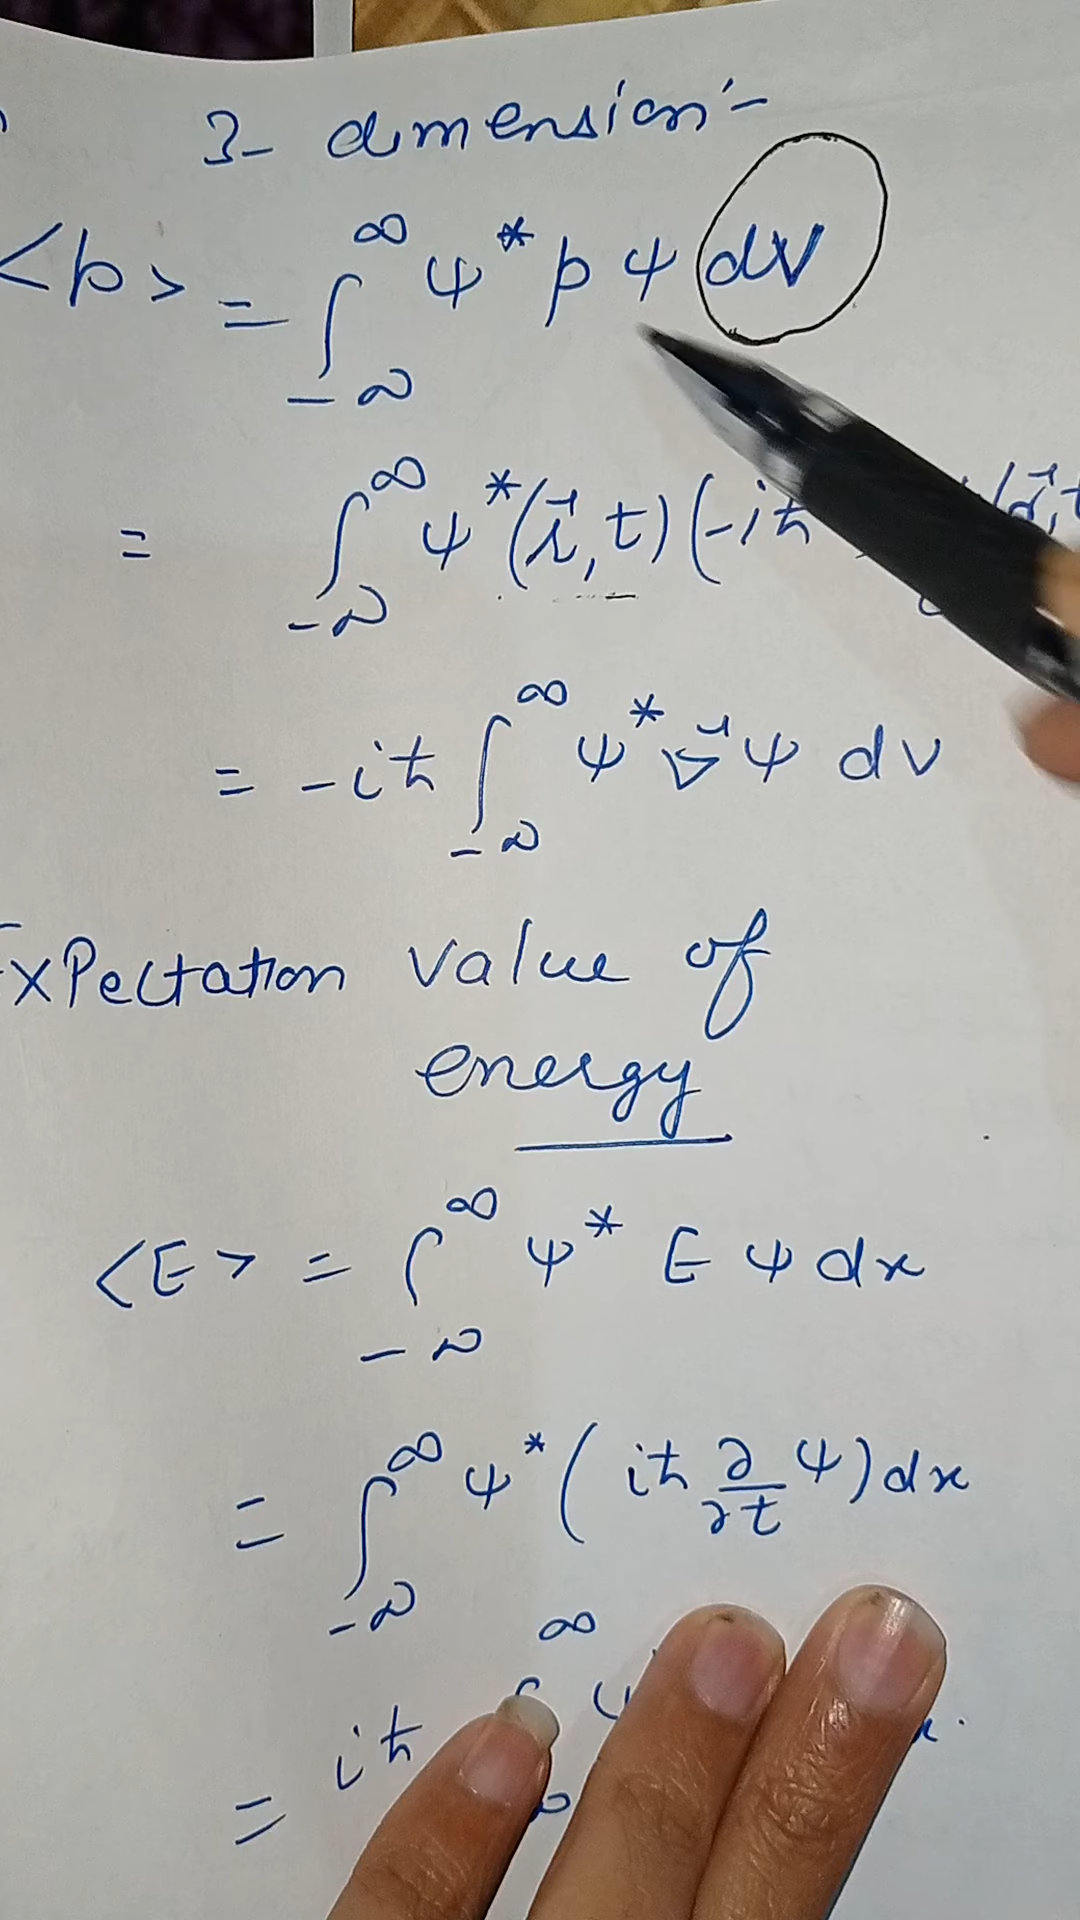 3- dimension:-
<p> = ∫_{-∞}^{∞} ψ* p ψ dV
= ∫_{-∞}^{∞} ψ*(r⃗, t) (-iħ (r⃗, t
= -iħ ∫_{-∞}^{∞} ψ* ∇⃗ ψ dv
Expectation value of
energy
<E> = ∫_{-∞}^{∞} ψ* E ψ dx
= ∫_{-∞}^{∞} ψ* ( iħ ∂/∂t ψ) dx
= iħ ∞